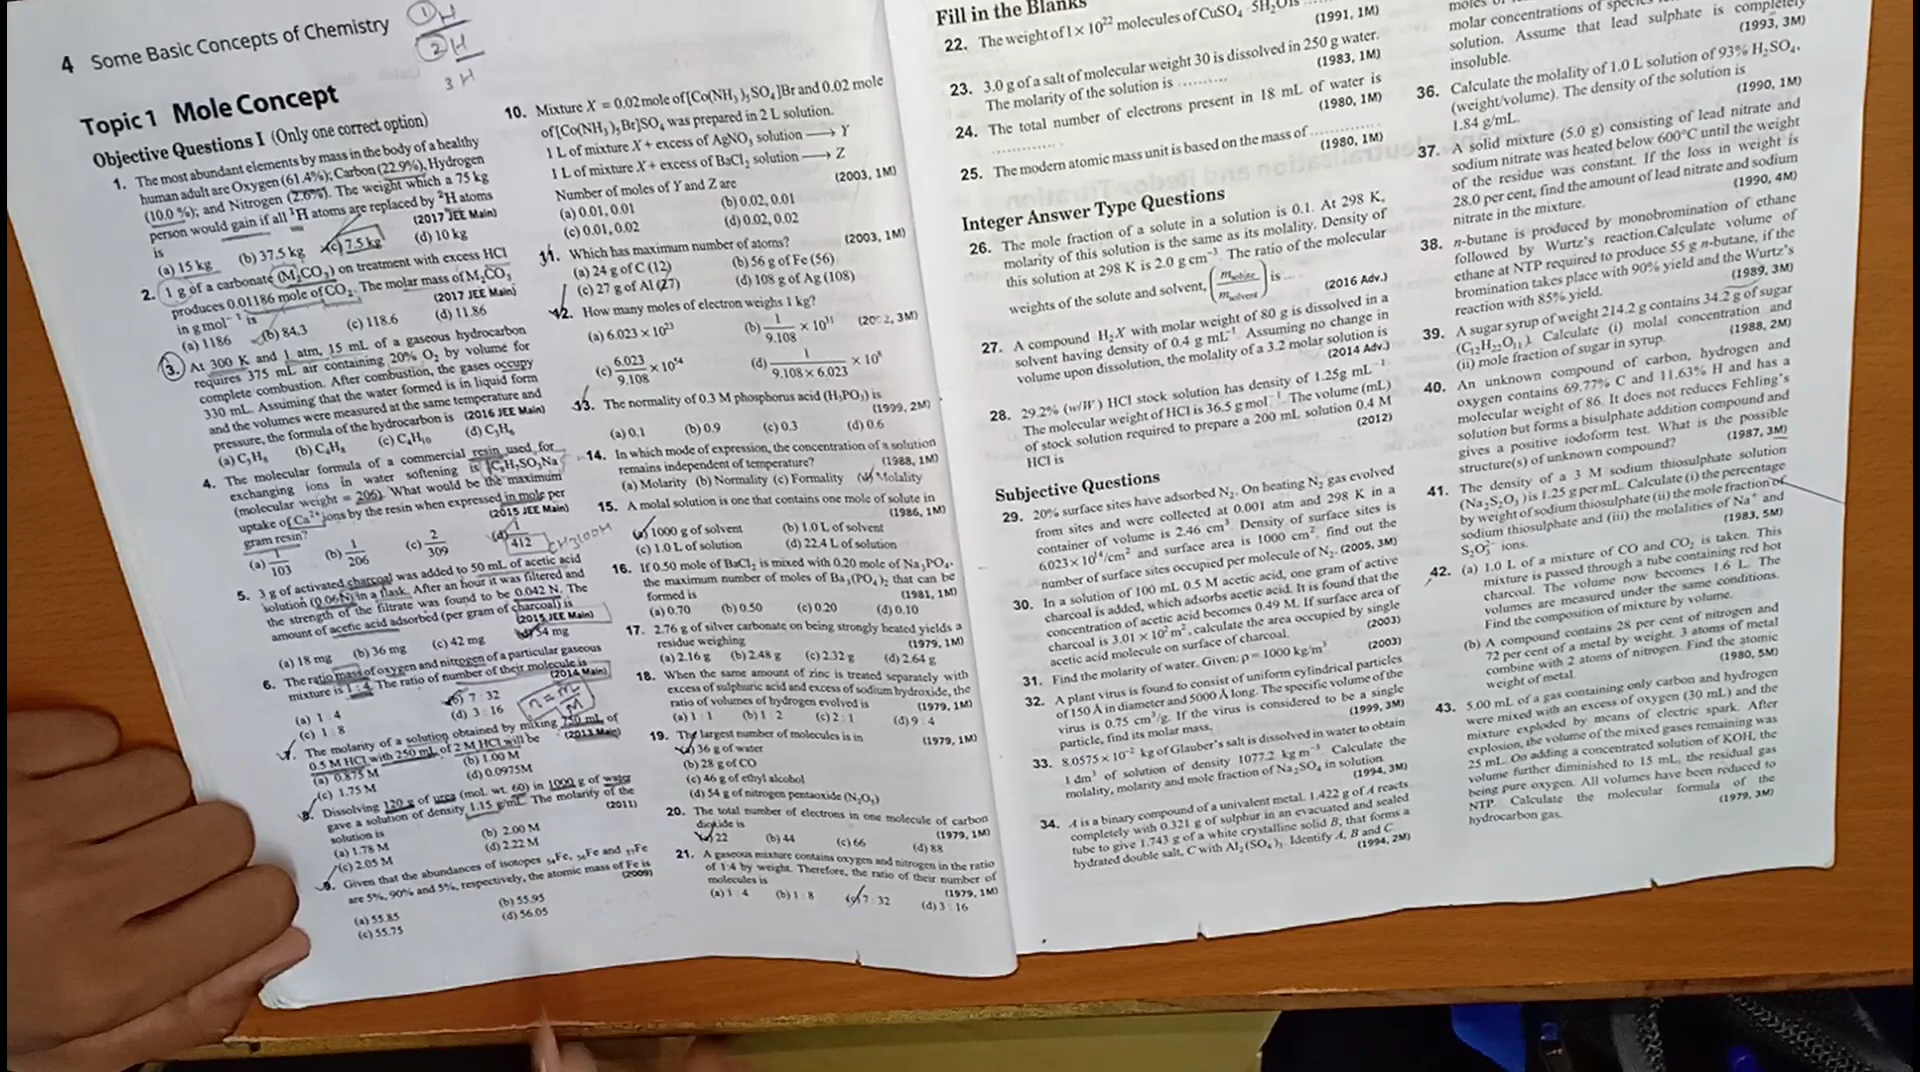 4 Some Basic Concepts of Chemistry
1H
2H
3H
Topic 1 Mole Concept
Objective Questions I (Only one correct option)
1. The most abundant elements by mass in the body of a healthy
human adult are Oxygen (61.4%); Carbon (22.9%), Hydrogen
(10.0 %); and Nitrogen (2.6%). The weight which a 75 kg
person would gain if all ¹H atoms are replaced by ²H atoms
is (2017 JEE Main)
(a) 15 kg (b) 37.5 kg (c) 7.5 kg (d) 10 kg
2. 1 g of a carbonate (M₂CO₃) on treatment with excess HCl
produces 0.01186 mole of CO₂. The molar mass of M₂CO₃
in g mol⁻¹ is (2017 JEE Main)
(a) 1186 (b) 84.3 (c) 118.6 (d) 11.86
3. At 300 K and 1 atm, 15 mL of a gaseous hydrocarbon
requires 375 mL air containing 20% O₂ by volume for
complete combustion. After combustion, the gases occupy
330 mL. Assuming that the water formed is in liquid form
and the volumes were measured at the same temperature and
pressure, the formula of the hydrocarbon is (2016 JEE Main)
(a) C₃H₈ (b) C₄H₈ (c) C₄H₁₀ (d) C₃H₆
4. The molecular formula of a commercial resin used for
exchanging ions in water softening is C₈H₇SO₃Na
(molecular weight = 206). What would be the maximum
uptake of Ca²⁺ ions by the resin when expressed in mole per
gram resin? (2015 JEE Main)
(a) 1/103 (b) 1/206 (c) 2/309 (d) 1/412
5. 3 g of activated charcoal was added to 50 mL of acetic acid
solution (0.06N) in a flask. After an hour it was filtered and
the strength of the filtrate was found to be 0.042 N. The
amount of acetic acid adsorbed (per gram of charcoal) is
(2015 JEE Main)
(a) 18 mg (b) 36 mg (c) 42 mg (d) 54 mg
6. The ratio mass of oxygen and nitrogen of a particular gaseous
mixture is 1 : 4. The ratio of number of their molecule is
(2014 Main)
(a) 1 : 4 (b) 7 : 32
(c) 1 : 8 (d) 3 : 16
n = m/M
7. The molarity of a solution obtained by mixing 750 mL of
0.5 M HCl with 250 mL of 2 M HCl will be (2013 Main)
(a) 0.875 M (b) 1.00 M
(c) 1.75 M (d) 0.0975M
8. Dissolving 120 g of urea (mol. wt. 60) in 1000 g of water
gave a solution of density 1.15 g/mL. The molarity of the
solution is (2011)
(a) 1.78 M (b) 2.00 M
(c) 2.05 M (d) 2.22 M
9. Given that the abundances of isotopes ₅₄Fe, ₅₆Fe and ₅₇Fe
are 5%, 90% and 5%, respectively, the atomic mass of Fe is
(2009)
(a) 55.85 (b) 55.95
(c) 55.75 (d) 56.05
10. Mixture X = 0.02 mole of [Co(NH₃)₅SO₄]Br and 0.02 mole
of [Co(NH₃)₅Br]SO₄ was prepared in 2 L solution.
1 L of mixture X + excess of AgNO₃ solution ⟶ Y
1 L of mixture X + excess of BaCl₂ solution ⟶ Z
Number of moles of Y and Z are (2003, 1M)
(a) 0.01, 0.01 (b) 0.02, 0.01
(c) 0.01, 0.02 (d) 0.02, 0.02
11. Which has maximum number of atoms? (2003, 1M)
(a) 24 g of C (12) (b) 56 g of Fe (56)
(c) 27 g of Al (27) (d) 108 g of Ag (108)
12. How many moles of electron weighs 1 kg?
(a) 6.023 × 10²³ (b) 1/9.108 × 10³¹ (2002, 3M)
(c) 6.023/9.108 × 10⁵⁴ (d) 1/9.108 × 6.023 × 10⁸
13. The normality of 0.3 M phosphorus acid (H₃PO₃) is
(1999, 2M)
(a) 0.1 (b) 0.9 (c) 0.3 (d) 0.6
14. In which mode of expression, the concentration of a solution
remains independent of temperature? (1988, 1M)
(a) Molarity (b) Normality (c) Formality (d) Molality
15. A molal solution is one that contains one mole of solute in
(1986, 1M)
(a) 1000 g of solvent (b) 1.0 L of solvent
(c) 1.0 L of solution (d) 22.4 L of solution
16. If 0.50 mole of BaCl₂ is mixed with 0.20 mole of Na₃PO₄,
the maximum number of moles of Ba₃(PO₄)₂ that can be
formed is (1981, 1M)
(a) 0.70 (b) 0.50 (c) 0.20 (d) 0.10
17. 2.76 g of silver carbonate on being strongly heated yields a
residue weighing (1979, 1M)
(a) 2.16 g (b) 2.48 g (c) 2.32 g (d) 2.64 g
18. When the same amount of zinc is treated separately with
excess of sulphuric acid and excess of sodium hydroxide, the
ratio of volumes of hydrogen evolved is (1979, 1M)
(a) 1 : 1 (b) 1 : 2 (c) 2 : 1 (d) 9 : 4
19. The largest number of molecules is in (1979, 1M)
(a) 36 g of water
(b) 28 g of CO
(c) 46 g of ethyl alcohol
(d) 54 g of nitrogen pentaoxide (N₂O₅)
20. The total number of electrons in one molecule of carbon
dioxide is (1979, 1M)
(a) 22 (b) 44 (c) 66 (d) 88
21. A gaseous mixture contains oxygen and nitrogen in the ratio
of 1:4 by weight. Therefore, the ratio of their number of
molecules is (1979, 1M)
(a) 1 : 4 (b) 1 : 8 (c) 7 : 32 (d) 3 : 16
Fill in the Blanks
22. The weight of 1 × 10²² molecules of CuSO₄ 5H₂O is
(1991, 1M)
23. 3.0 g of a salt of molecular weight 30 is dissolved in 250 g water.
The molarity of the solution is .......... (1983, 1M)
24. The total number of electrons present in 18 mL of water is
............ (1980, 1M)
25. The modern atomic mass unit is based on the mass of ............
(1980, 1M)
Integer Answer Type Questions
26. The mole fraction of a solute in a solution is 0.1. At 298 K,
molarity of this solution is the same as its molality. Density of
this solution at 298 K is 2.0 g cm⁻³. The ratio of the molecular
weights of the solute and solvent, (m solute / m solvent) is ...
(2016 Adv.)
27. A compound H₂X with molar weight of 80 g is dissolved in a
solvent having density of 0.4 g mL⁻¹. Assuming no change in
volume upon dissolution, the molality of a 3.2 molar solution is
(2014 Adv.)
28. 29.2% (w/W) HCl stock solution has density of 1.25g mL⁻¹.
The molecular weight of HCl is 36.5 g mol⁻¹. The volume (mL)
of stock solution required to prepare a 200 mL solution 0.4 M
HCl is (2012)
Subjective Questions
29. 20% surface sites have adsorbed N₂. On heating N₂ gas evolved
from sites and were collected at 0.001 atm and 298 K in a
container of volume is 2.46 cm³. Density of surface sites is
6.023 × 10¹⁴/cm² and surface area is 1000 cm², find out the
number of surface sites occupied per molecule of N₂. (2005, 3M)
30. In a solution of 100 mL 0.5 M acetic acid, one gram of active
charcoal is added, which adsorbs acetic acid. It is found that the
concentration of acetic acid becomes 0.49 M. If surface area of
charcoal is 3.01 × 10² m², calculate the area occupied by single
acetic acid molecule on surface of charcoal. (2003)
31. Find the molarity of water. Given: ρ = 1000 kg/m³ (2003)
32. A plant virus is found to consist of uniform cylindrical particles
of 150 Å in diameter and 5000 Å long. The specific volume of the
virus is 0.75 cm³/g. If the virus is considered to be a single
particle, find its molar mass. (1999, 3M)
33. 8.0575 × 10⁻² kg of Glauber's salt is dissolved in water to obtain
1 dm³ of solution of density 1077.2 kg m⁻³. Calculate the
molality, molarity and mole fraction of Na₂SO₄ in solution.
(1994, 3M)
34. A is a binary compound of a univalent metal. 1.422 g of A reacts
completely with 0.321 g of sulphur in an evacuated and sealed
tube to give 1.743 g of a white crystalline solid B, that forms a
hydrated double salt, C with Al₂(SO₄)₃. Identify A, B and C.
(1994, 2M)
molar concentrations of species
solution. Assume that lead sulphate is completely
insoluble. (1993, 3M)
36. Calculate the molality of 1.0 L solution of 93% H₂SO₄,
(weight/volume). The density of the solution is
1.84 g/mL. (1990, 1M)
37. A solid mixture (5.0 g) consisting of lead nitrate and
sodium nitrate was heated below 600°C until the weight
of the residue was constant. If the loss in weight is
28.0 per cent, find the amount of lead nitrate and sodium
nitrate in the mixture. (1990, 4M)
38. n-butane is produced by monobromination of ethane
followed by Wurtz's reaction.Calculate volume of
ethane at NTP required to produce 55 g n-butane, if the
bromination takes place with 90% yield and the Wurtz's
reaction with 85% yield. (1989, 3M)
39. A sugar syrup of weight 214.2 g contains 34.2 g of sugar
(C₁₂H₂₂O₁₁). Calculate (i) molal concentration and
(ii) mole fraction of sugar in syrup. (1988, 2M)
40. An unknown compound of carbon, hydrogen and
oxygen contains 69.77% C and 11.63% H and has a
molecular weight of 86. It does not reduces Fehling's
solution but forms a bisulphate addition compound and
gives a positive iodoform test. What is the possible
structure(s) of unknown compound? (1987, 3M)
41. The density of a 3 M sodium thiosulphate solution
(Na₂S₂O₃) is 1.25 g per mL. Calculate (i) the percentage
by weight of sodium thiosulphate (ii) the mole fraction of
sodium thiosulphate and (iii) the molalities of Na⁺ and
S₂O₃²⁻ ions. (1983, 5M)
42. (a) 1.0 L of a mixture of CO and CO₂ is taken. This
mixture is passed through a tube containing red hot
charcoal. The volume now becomes 1.6 L. The
volumes are measured under the same conditions.
Find the composition of mixture by volume.
(b) A compound contains 28 per cent of nitrogen and
72 per cent of a metal by weight. 3 atoms of metal
combine with 2 atoms of nitrogen. Find the atomic
weight of metal. (1980, 5M)
43. 5.00 mL of a gas containing only carbon and hydrogen
were mixed with an excess of oxygen (30 mL) and the
mixture exploded by means of electric spark. After
explosion, the volume of the mixed gases remaining was
25 mL. On adding a concentrated solution of KOH, the
volume further diminished to 15 mL, the residual gas
being pure oxygen. All volumes have been reduced to
NTP. Calculate the molecular formula of the
hydrocarbon gas. (1979, 3M)